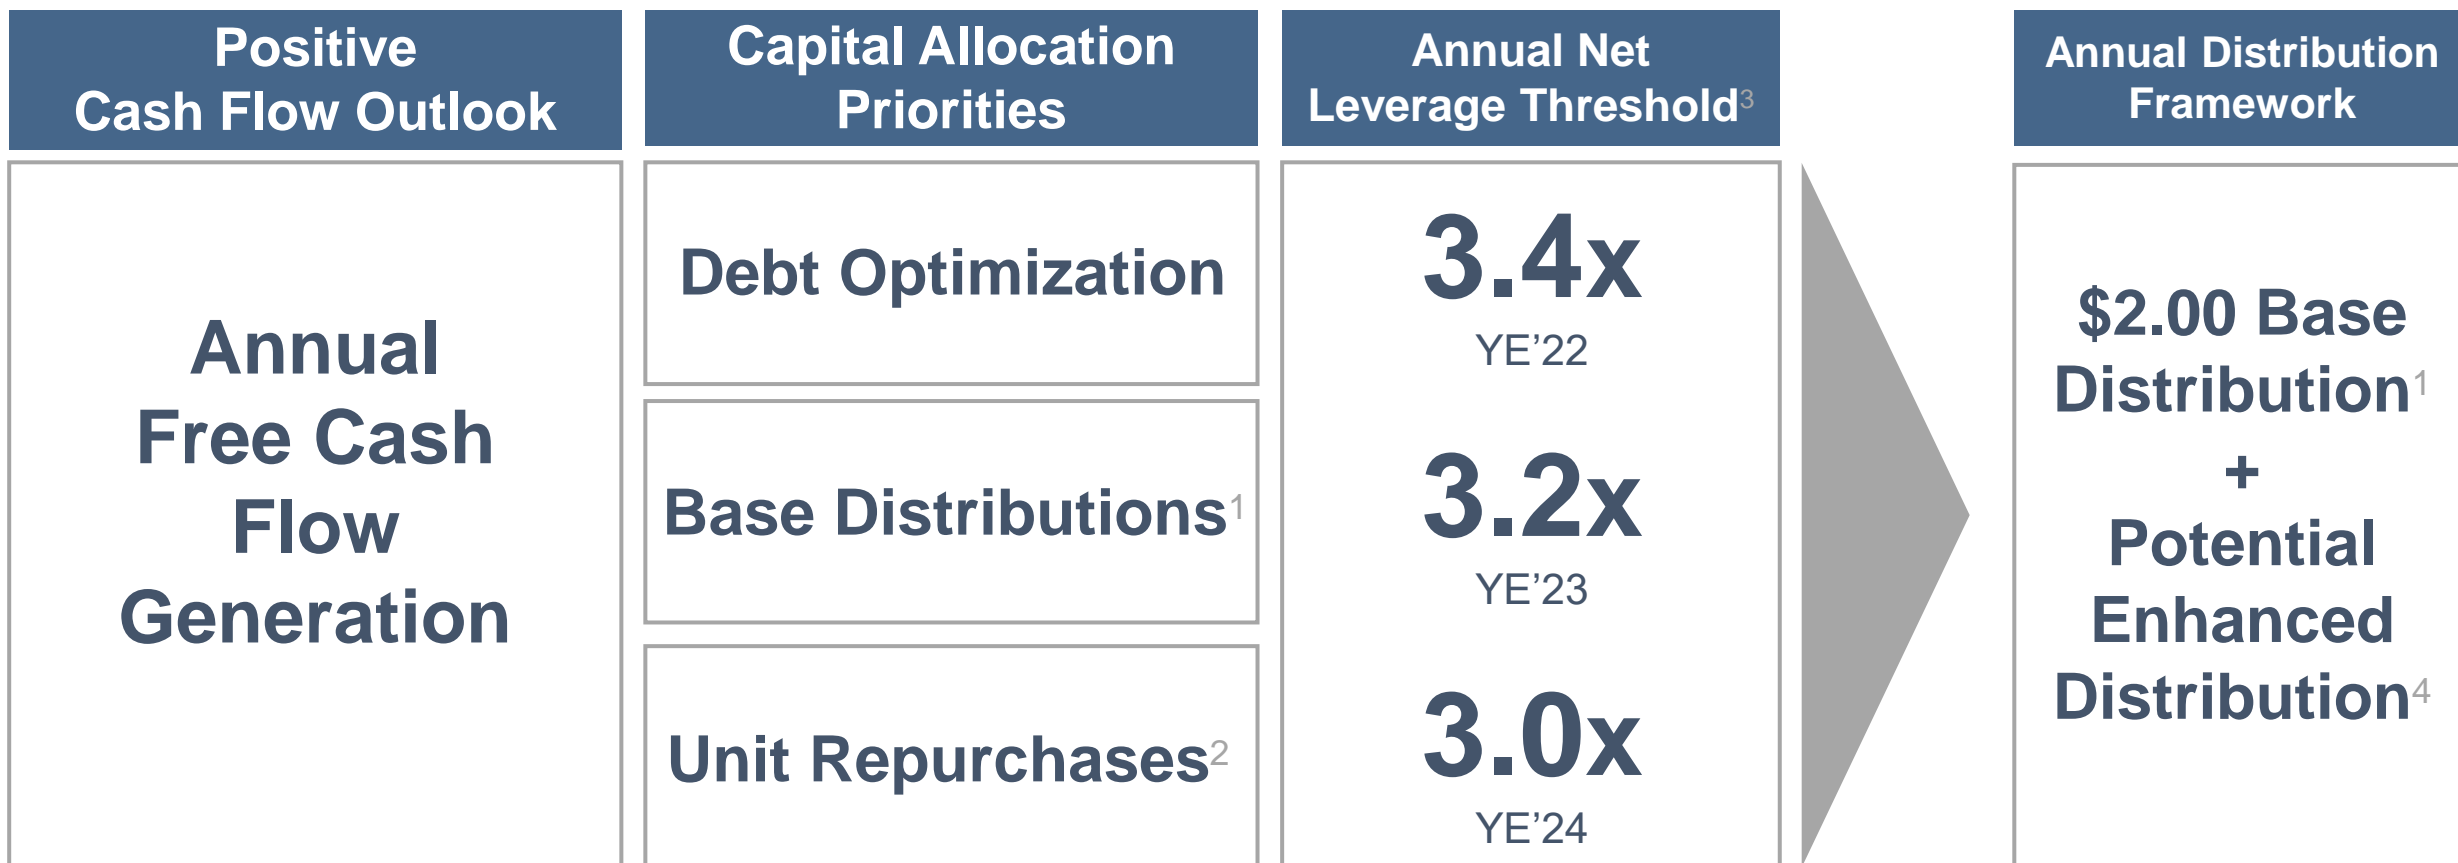 Positive
Cash Flow Outlook
Annual
Free Cash
Flow
Generation
Capital Allocation
Priorities
Debt Optimization
Base Distributions1
Unit Repurchases2
Annual Net
Leverage Threshold3
3.4x
YE’22
3.2x
YE’23
3.0x
YE’24
Annual Distribution
Framework
$2.00 Base
Distribution1
+
Potential
Enhanced
Distribution4